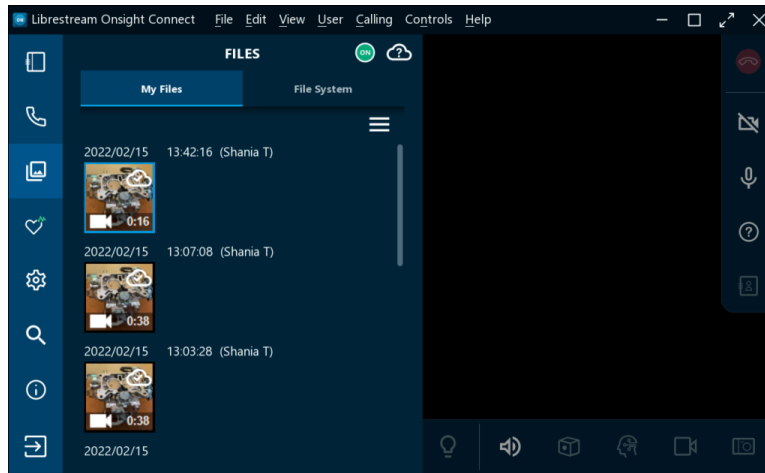 Librestream Onsight Connect File Edit View User Calling Controls Help
FILES ON
My Files File System
2022/02/15 13:42:16 (Shania T)
0:16
2022/02/15 13:07:08 (Shania T)
0:38
2022/02/15 13:03:28 (Shania T)
0:38
2022/02/15